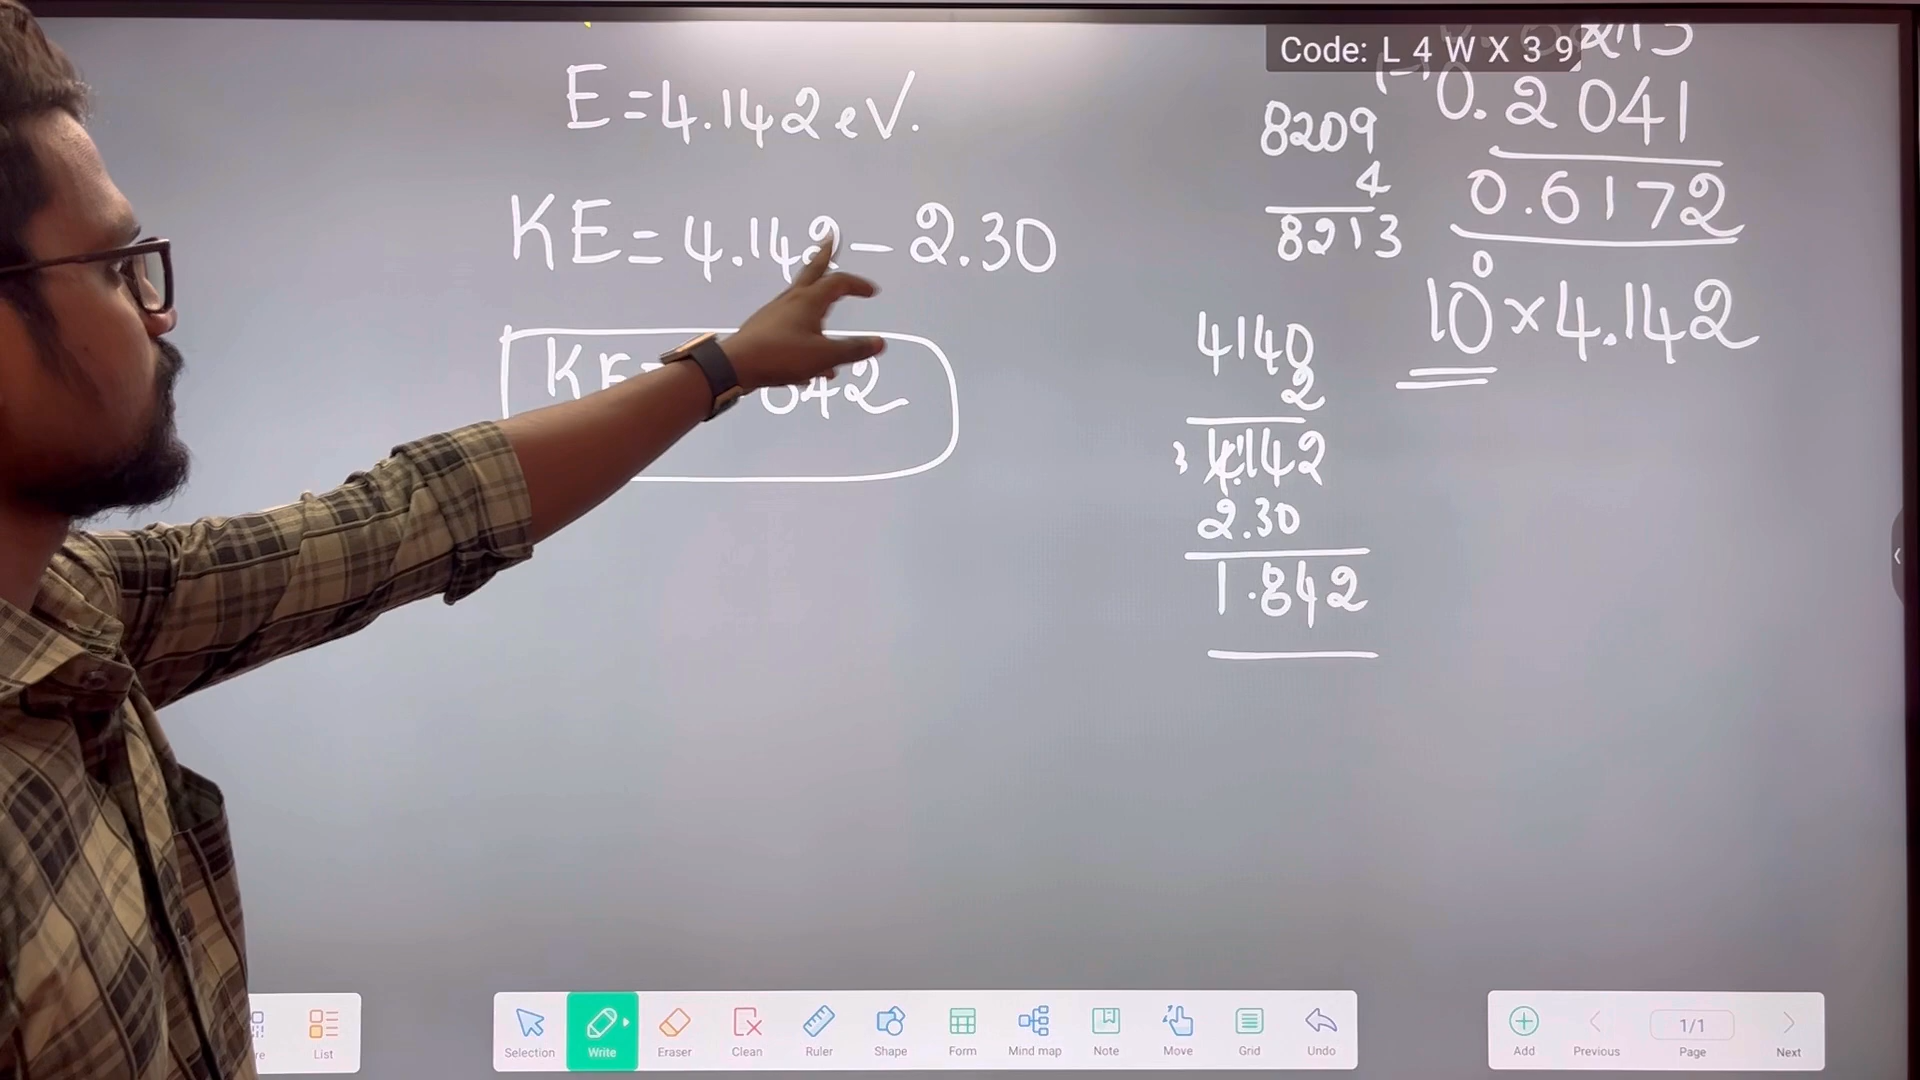 Code: L 4 W X 3 9
E = 4.142 eV.
KE = 4.142 - 2.30
KE 842
8209
4
8213
(-) 0.2041
0.6172
10⁰ × 4.142
4140
2
3 4.142
2.30
1.842
List
Selection
Write
Eraser
Clean
Ruler
Shape
Form
Mind map
Note
Move
Grid
Undo
Add
Previous
1/1
Page
Next